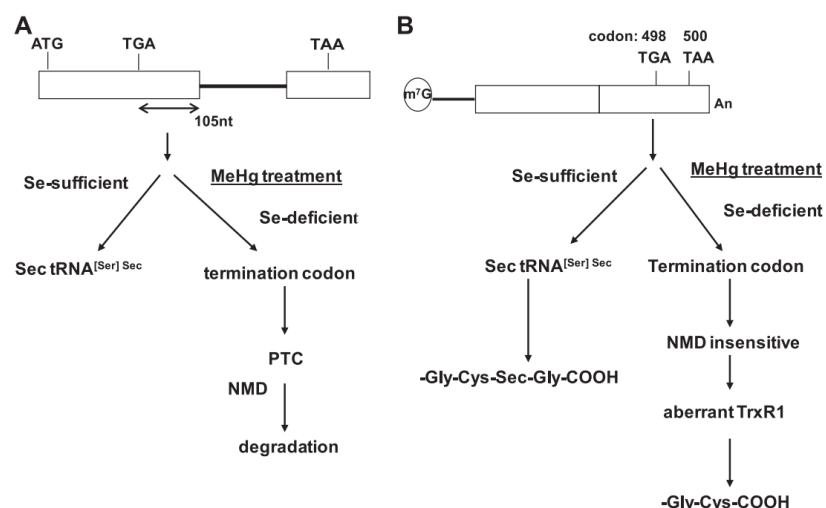 A
ATG
TGA
TAA
105nt
Se-sufficient
MeHg treatment
Se-deficient
Sec tRNA[Ser] Sec
termination codon
PTC
NMD
degradation
B
codon: 498 500
TGA TAA
m7G
An
Se-sufficient
MeHg treatment
Se-deficient
Sec tRNA[Ser] Sec
Termination codon
NMD insensitive
-Gly-Cys-Sec-Gly-COOH
aberrant TrxR1
-Gly-Cys-COOH